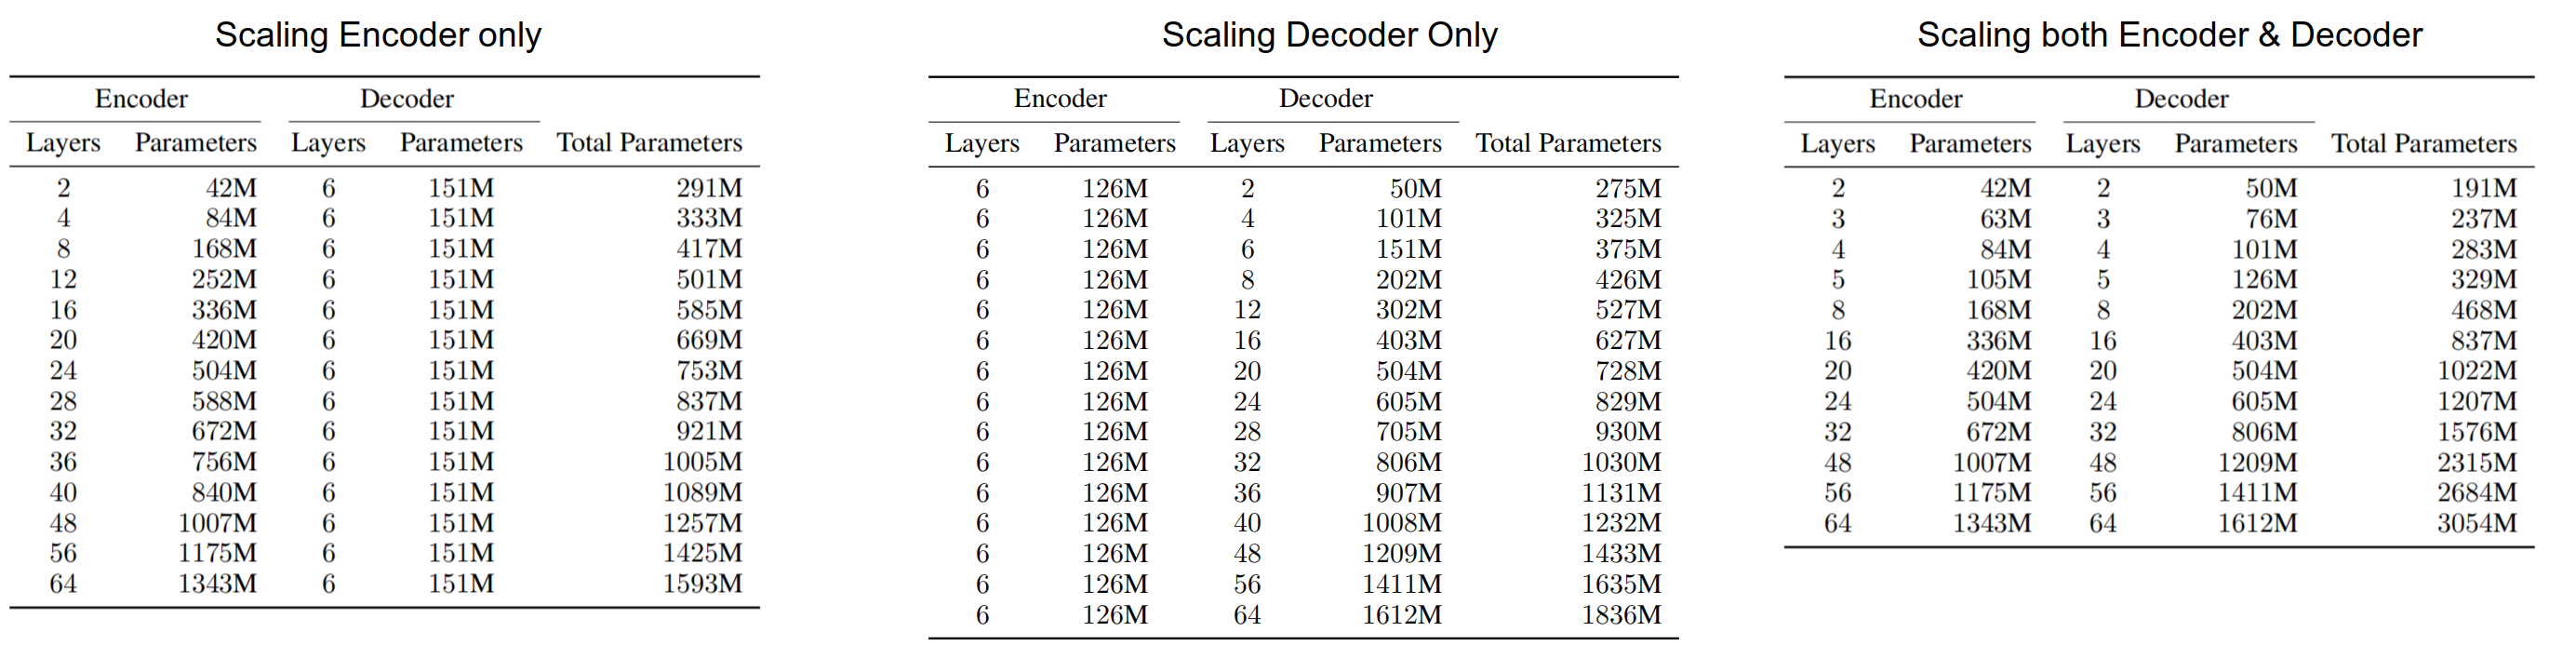 Scaling Encoder only
Encoder Decoder
Layers Parameters Layers Parameters Total Parameters
2 42M 6 151M 291M
4 84M 6 151M 333M
8 168M 6 151M 417M
12 252M 6 151M 501M
16 336M 6 151M 585M
20 420M 6 151M 669M
24 504M 6 151M 753M
28 588M 6 151M 837M
32 672M 6 151M 921M
36 756M 6 151M 1005M
40 840M 6 151M 1089M
48 1007M 6 151M 1257M
56 1175M 6 151M 1425M
64 1343M 6 151M 1593M
Scaling Decoder Only
Encoder Decoder
Layers Parameters Layers Parameters Total Parameters
6 126M 2 50M 275M
6 126M 4 101M 325M
6 126M 6 151M 375M
6 126M 8 202M 426M
6 126M 12 302M 527M
6 126M 16 403M 627M
6 126M 20 504M 728M
6 126M 24 605M 829M
6 126M 28 705M 930M
6 126M 32 806M 1030M
6 126M 36 907M 1131M
6 126M 40 1008M 1232M
6 126M 48 1209M 1433M
6 126M 56 1411M 1635M
6 126M 64 1612M 1836M
Scaling both Encoder & Decoder
Encoder Decoder
Layers Parameters Layers Parameters Total Parameters
2 42M 2 50M 191M
3 63M 3 76M 237M
4 84M 4 101M 283M
5 105M 5 126M 329M
8 168M 8 202M 468M
16 336M 16 403M 837M
20 420M 20 504M 1022M
24 504M 24 605M 1207M
32 672M 32 806M 1576M
48 1007M 48 1209M 2315M
56 1175M 56 1411M 2684M
64 1343M 64 1612M 3054M